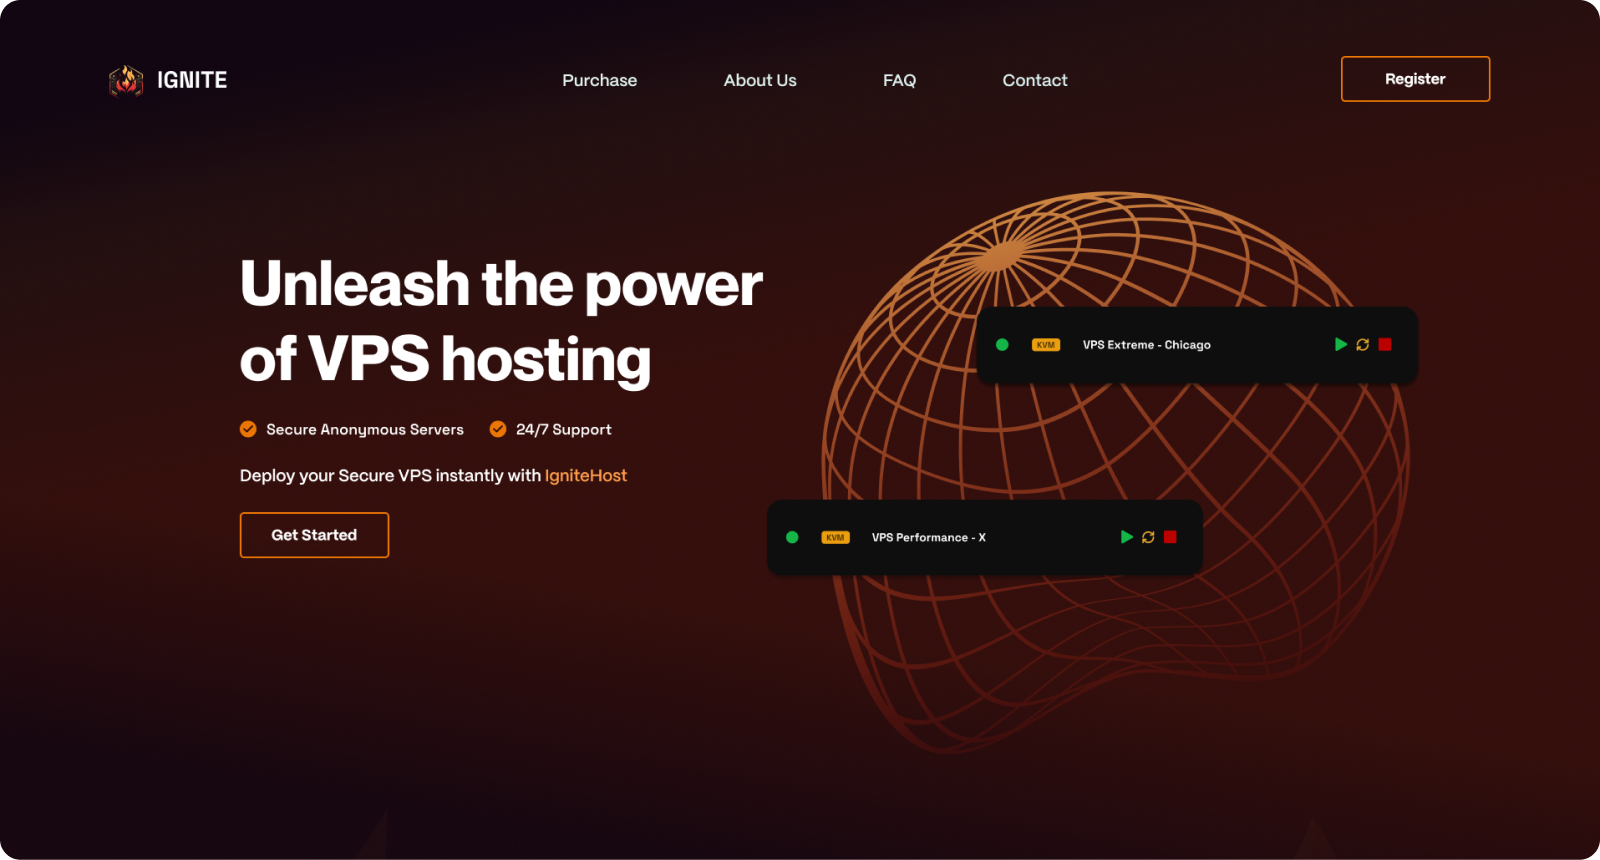 IGNITE
Purchase
About Us
FAQ
Contact
Register
Unleash the power
of VPS hosting
Secure Anonymous Servers
24/7 Support
Deploy your Secure VPS instantly with IgniteHost
Get Started
KVM
VPS Extreme - Chicago
KVM
VPS Performance - X